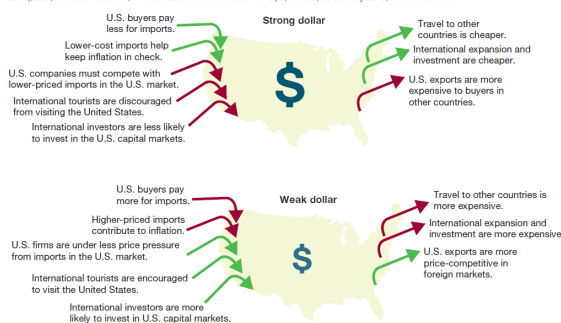 Strong dollar
U.S. buyers pay
less for imports.
Lower-cost imports help
keep inflation in check.
U.S. companies must compete with
lower-priced imports in the U.S. market.
International tourists are discouraged
from visiting the United States.
International investors are less likely
to invest in the U.S. capital markets.
$
Travel to other
countries is cheaper.
International expansion and
investment are cheaper.
U.S. exports are more
expensive to buyers in
other countries.
Weak dollar
U.S. buyers pay
more for imports.
Higher-priced imports
contribute to inflation.
U.S. firms are under less price pressure
from imports in the U.S. market.
International tourists are encouraged
to visit the United States.
International investors are more
likely to invest in U.S. capital markets.
$
Travel to other countries is
more expensive.
International expansion and
investment are more expensive
U.S. exports are more
price-competitive in
foreign markets.